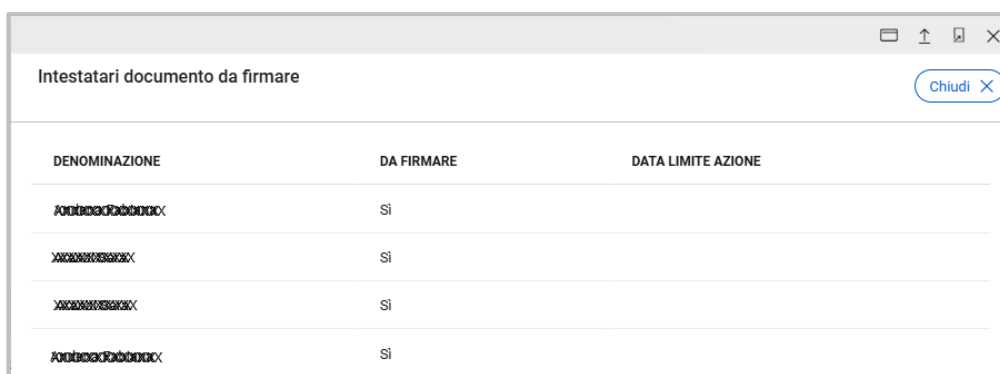 Intestatari documento da firmare
Chiudi
DENOMINAZIONE DA FIRMARE DATA LIMITE AZIONE
Sì
Sì
Sì
Sì